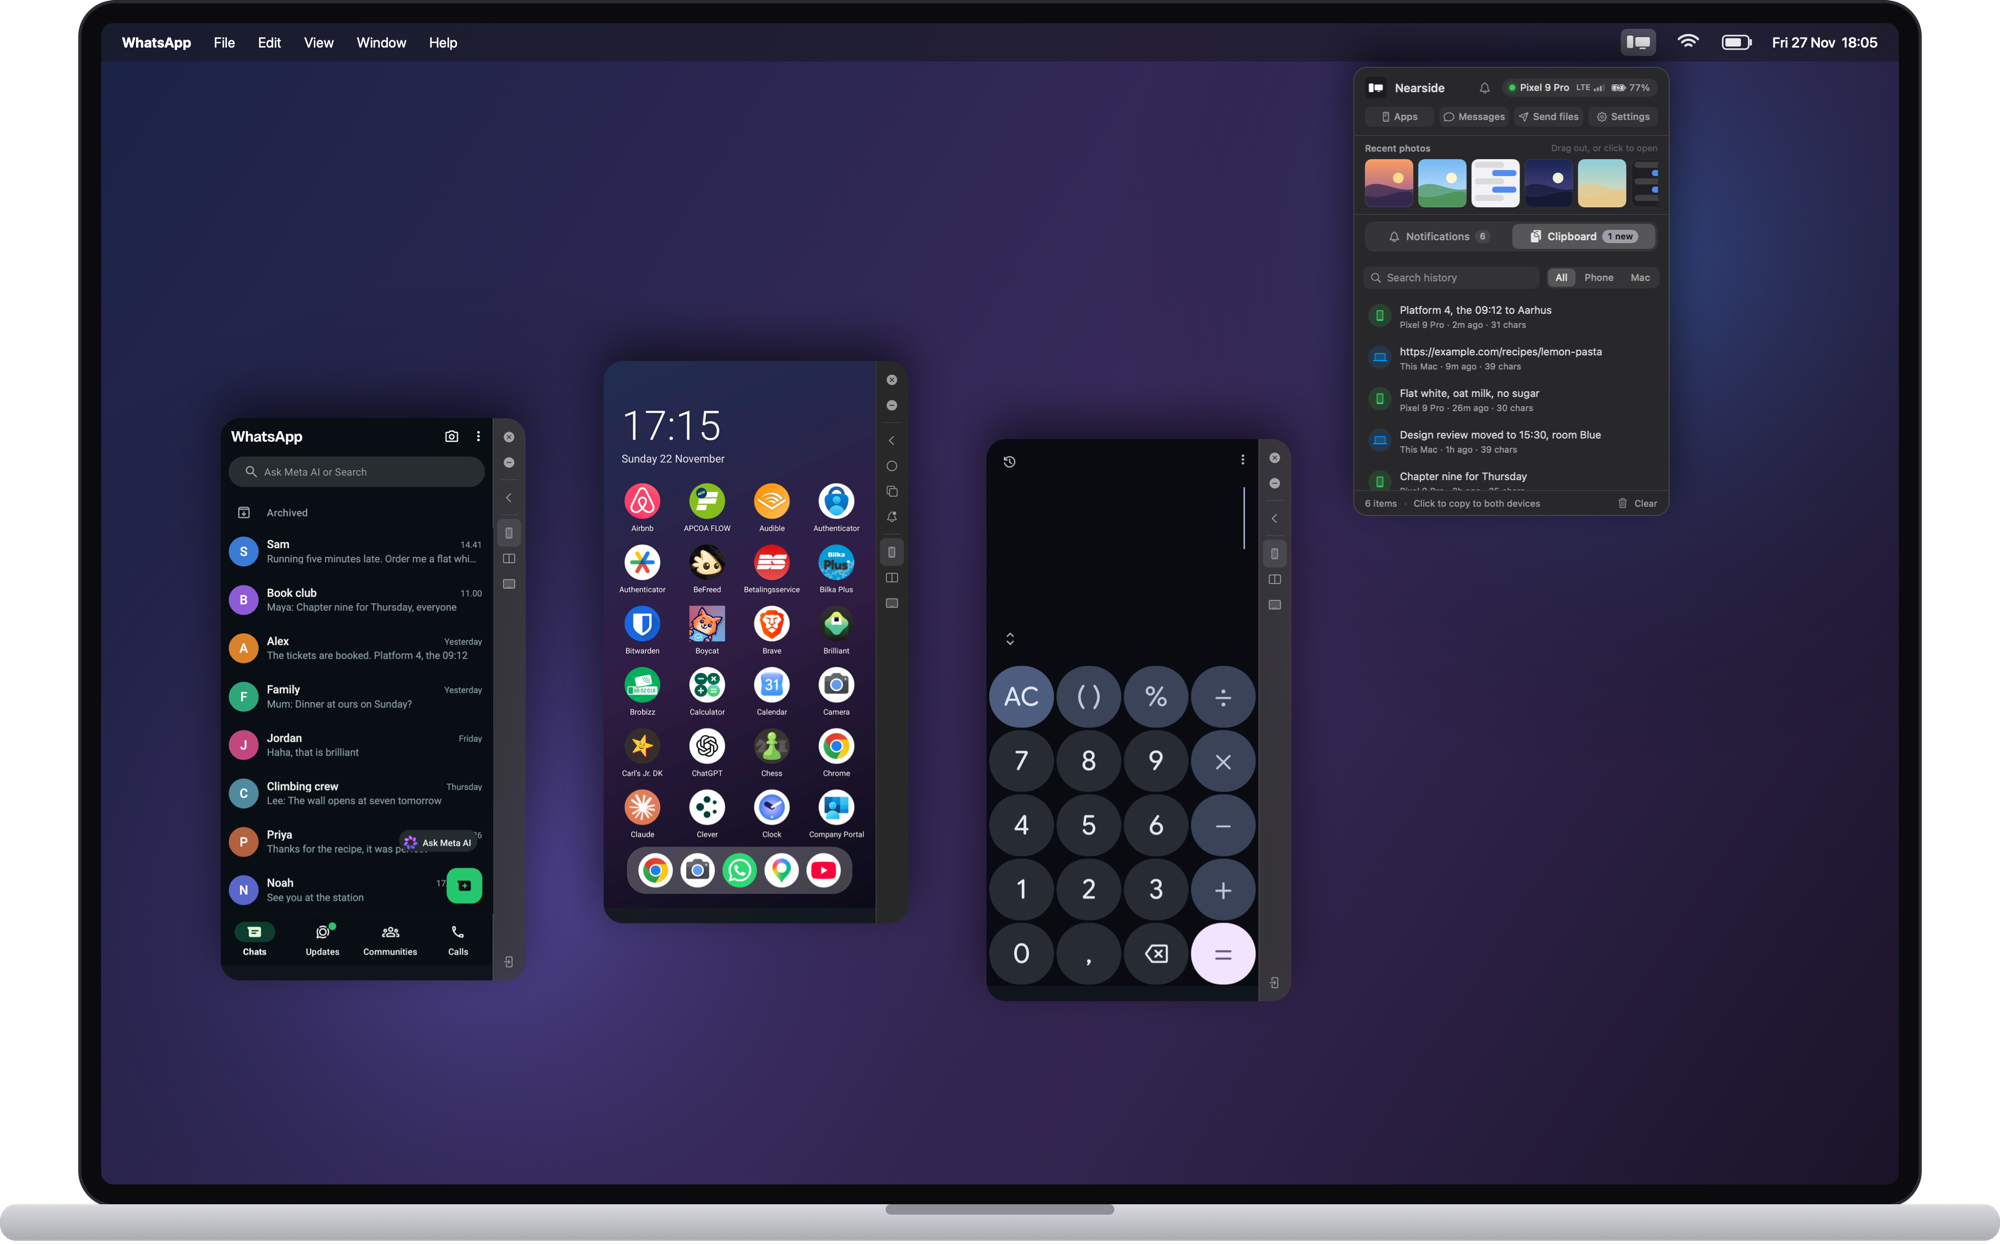 WhatsApp File Edit View Window Help
Fri 27 Nov 18:05
Nearside
Pixel 9 Pro LTE 77%
Apps Messages Send files Settings
Recent photos Drag out, or click to open
Notifications 6 Clipboard 1 new
Search history All Phone Mac
Platform 4, the 09:12 to Aarhus
Pixel 9 Pro · 2m ago · 31 chars
https://example.com/recipes/lemon-pasta
This Mac · 9m ago · 39 chars
Flat white, oat milk, no sugar
Pixel 9 Pro · 26m ago · 30 chars
Design review moved to 15:30, room Blue
This Mac · 1h ago · 39 chars
Chapter nine for Thursday
6 items · Click to copy to both devices Clear
WhatsApp
Ask Meta AI or Search
Archived
S Sam 14.41
Running five minutes late. Order me a flat whi...
B Book club 11.00
Maya: Chapter nine for Thursday, everyone
A Alex Yesterday
The tickets are booked. Platform 4, the 09:12
F Family Yesterday
Mum: Dinner at ours on Sunday?
J Jordan Friday
Haha, that is brilliant
C Climbing crew Thursday
Lee: The wall opens at seven tomorrow
P Priya
Thanks for the recipe, it was
Ask Meta AI
N Noah
See you at the station
Chats Updates Communities Calls
17:15
Sunday 22 November
Airbnb APCOA FLOW Audible Authenticator
Bilka
Plus
Authenticator BeFreed Betalingsservice Bilka Plus
Bitwarden Boycat Brave Brilliant
31
Brobizz Calculator Calendar Camera
Carl's Jr. DK ChatGPT Chess Chrome
Claude Clever Clock Company Portal
AC ( ) % ÷
7 8 9 ×
4 5 6 −
1 2 3 +
0 , =